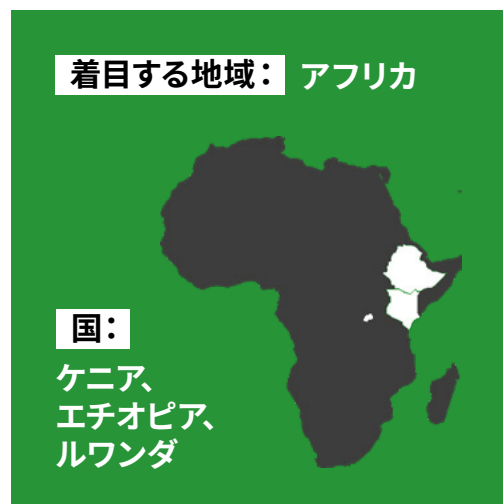 着目する地域： アフリカ
国：
ケニア、
エチオピア、
ルワンダ